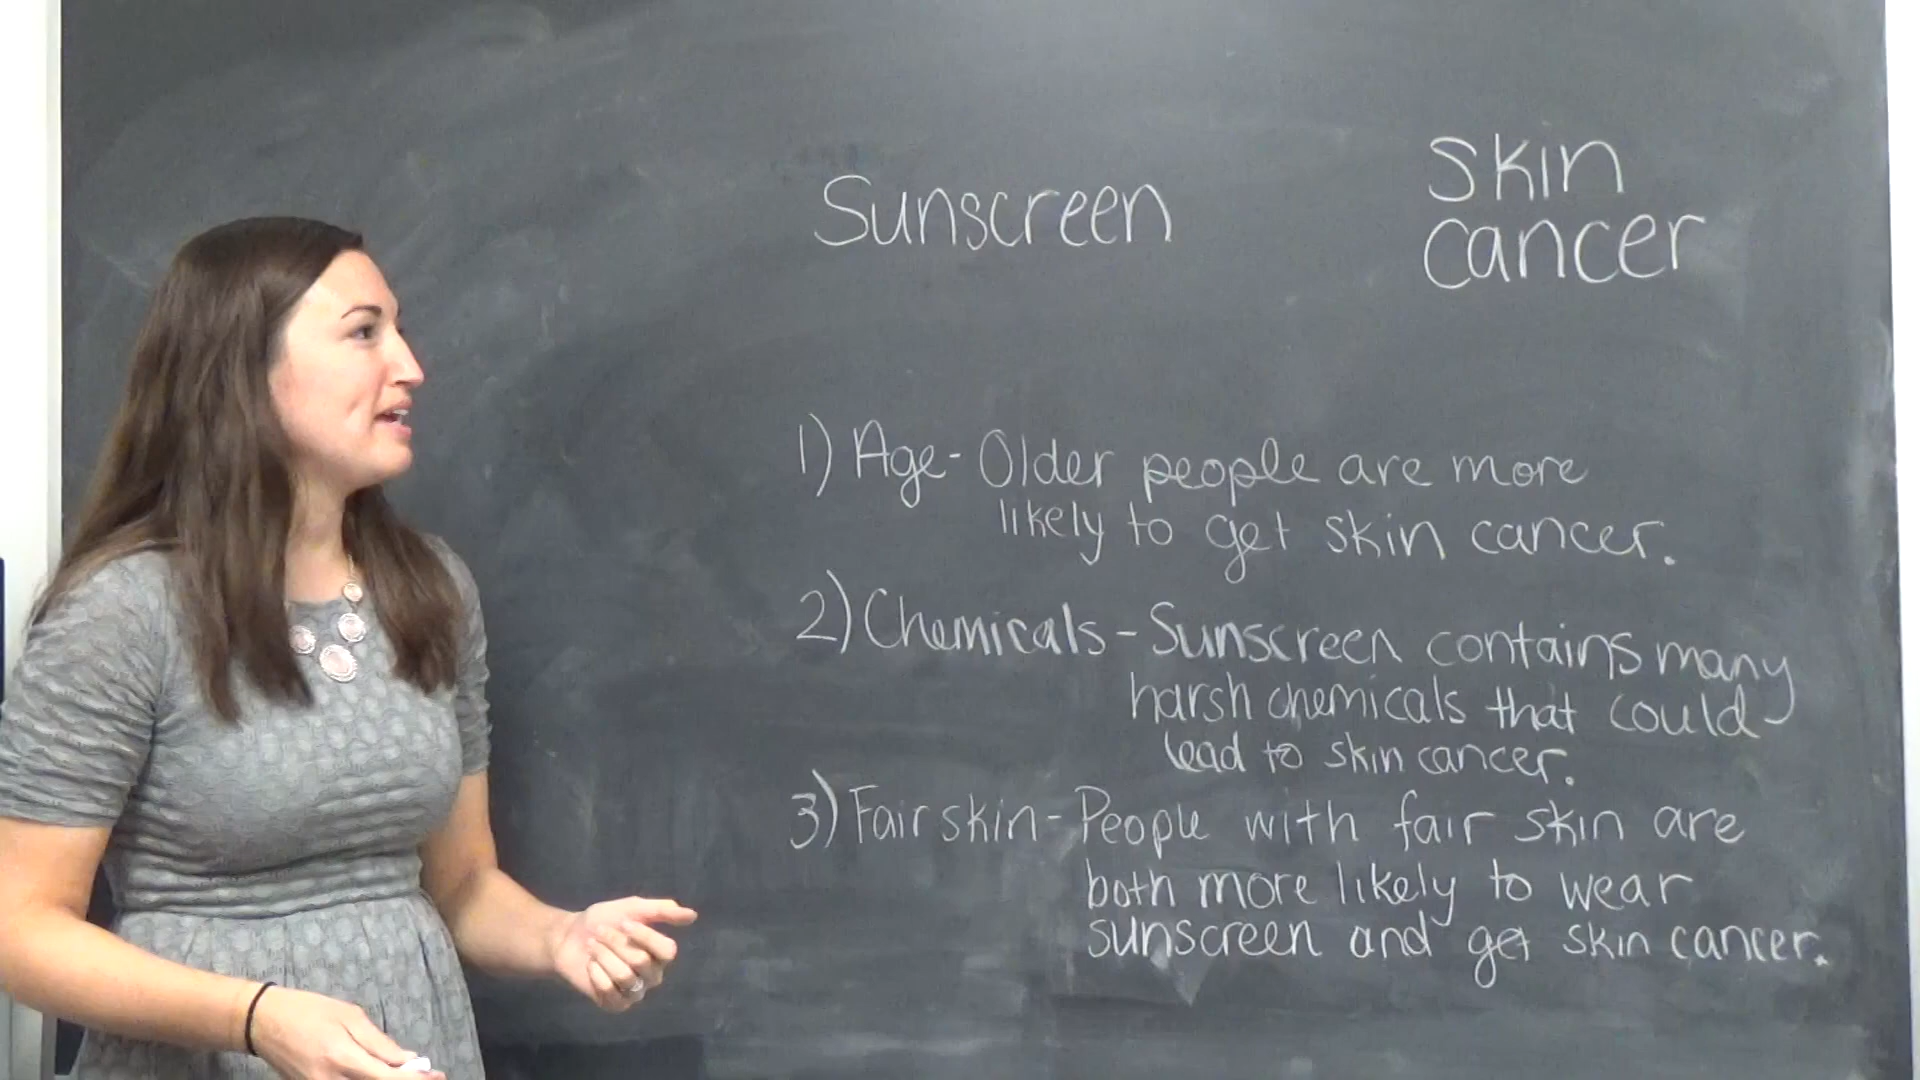 Sunscreen
skin
cancer
1) Age - Older people are more
likely to get skin cancer.
2) Chemicals - Sunscreen contains many
harsh chemicals that could
lead to skin cancer.
3) Fair skin - People with fair skin are
both more likely to wear
sunscreen and get skin cancer.